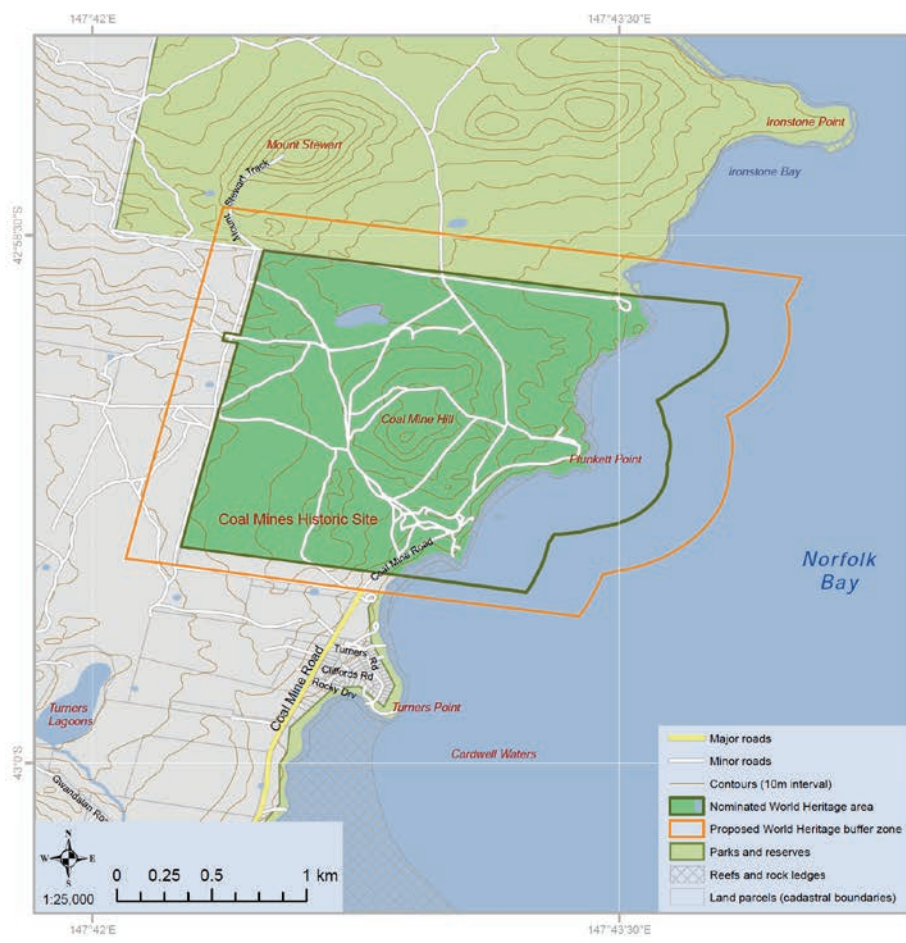 147°42'E
147°43'30"E
Ironstone Point
Mount Stewart
Ironstone Bay
Mount Stewart Track
42°58'30"S
Coal Mine Hill
Plunkett Point
Coal Mines Historic Site
Coal Mine Road
Norfolk
Bay
Turners Rd
Cliffords Rd
Rocky Drv
Coal Mine Road
Turners
Lagoons
Turners Point
Cardwell Waters
43°0'S
Gwandalan
Major roads
Minor roads
Contours (10m interval)
Nominated World Heritage area
Proposed World Heritage buffer zone
Parks and reserves
Reefs and rock ledges
Land parcels (cadastral boundaries)
N
W E
S
1:25,000
0 0.25 0.5 1 km
147°42'E
147°43'30"E